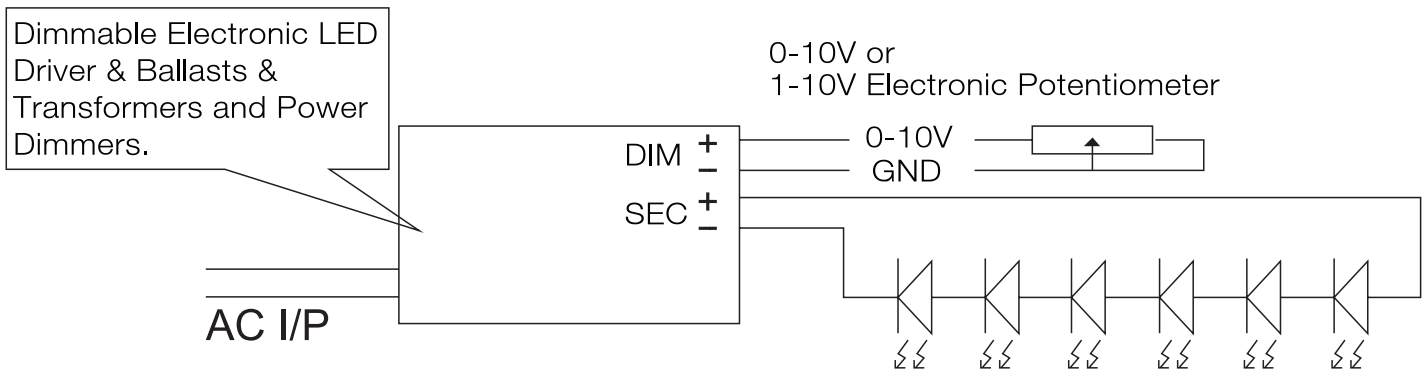 Dimmable Electronic LED
Driver & Ballasts &
Transformers and Power
Dimmers.
0-10V or
1-10V Electronic Potentiometer
DIM + 0-10V
− GND
SEC +
−
AC I/P